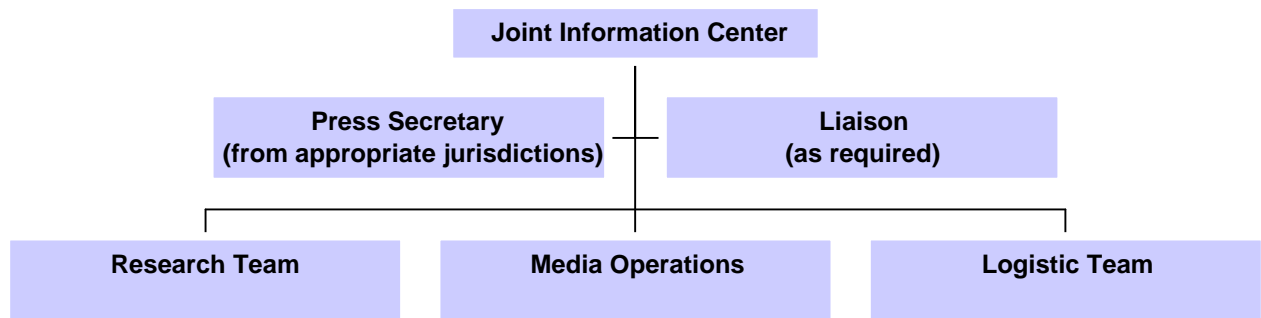 Joint Information Center
Press Secretary
(from appropriate jurisdictions)
Liaison
(as required)
Research Team
Media Operations
Logistic Team